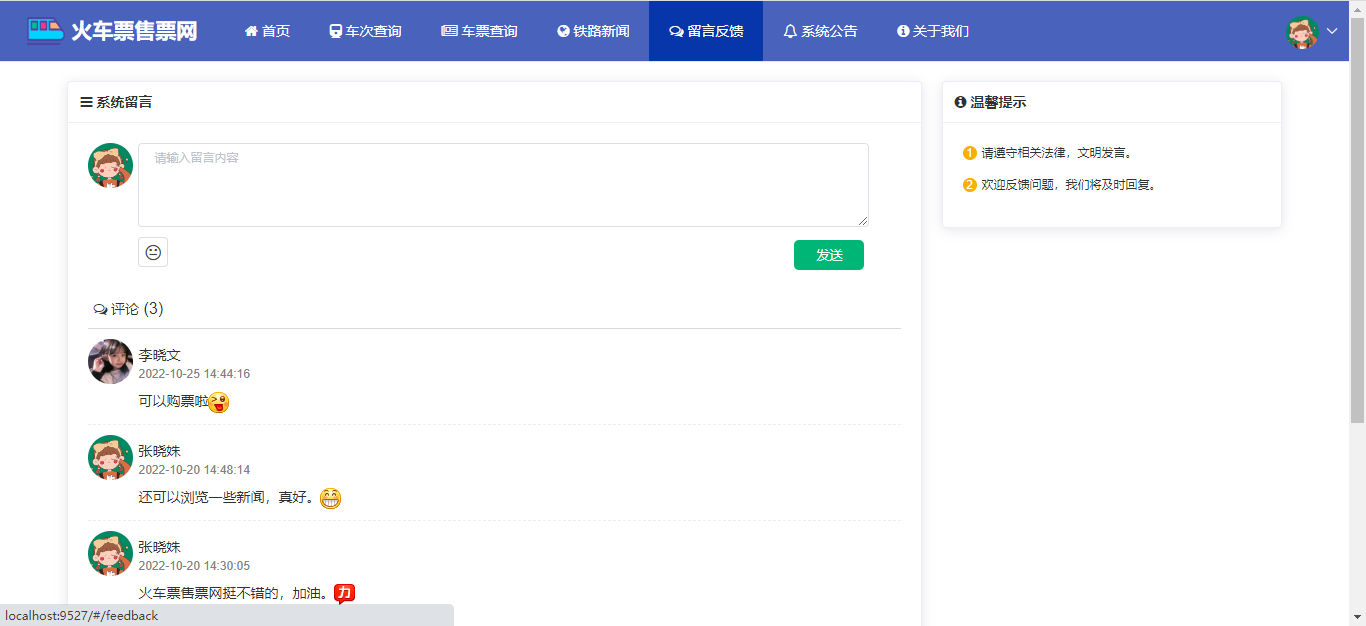 火车票售票网
首页
车次查询
车票查询
铁路新闻
留言反馈
系统公告
关于我们
系统留言
请输入留言内容
发送
评论 (3)
李晓文
2022-10-25 14:44:16
可以购票啦
张晓姝
2022-10-20 14:48:14
还可以浏览一些新闻，真好。
张晓姝
2022-10-20 14:30:05
火车票售票网挺不错的，加油。力
温馨提示
1 请遵守相关法律，文明发言。
2 欢迎反馈问题，我们将及时回复。
localhost:9527/#/feedback